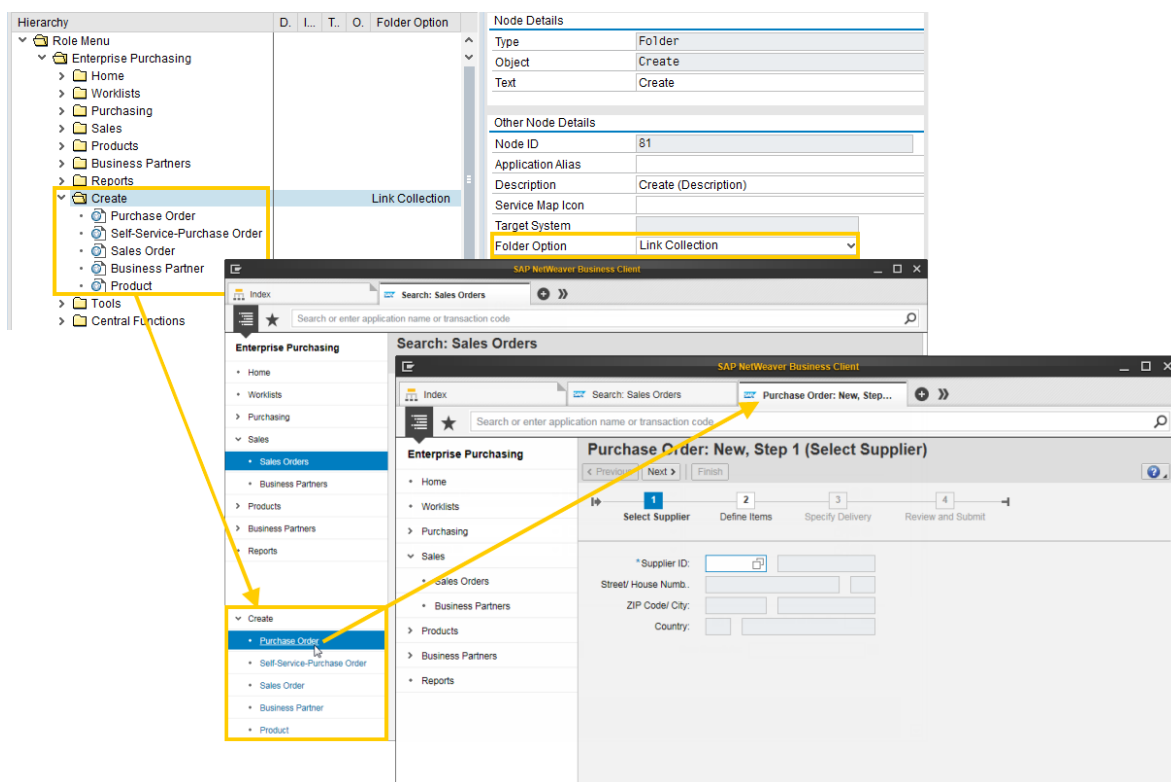 Hierarchy D. I... T.. O. Folder Option
Role Menu
Enterprise Purchasing
Home
Worklists
Purchasing
Sales
Products
Business Partners
Reports
Create Link Collection
Purchase Order
Self-Service-Purchase Order
Sales Order
Business Partner
Product
Tools
Central Functions
Node Details
Type Folder
Object Create
Text Create
Other Node Details
Node ID 81
Application Alias
Description Create (Description)
Service Map Icon
Target System
Folder Option Link Collection
SAP NetWeaver Business Client
Index Search: Sales Orders
Search or enter application name or transaction code
Enterprise Purchasing
Home
Worklists
Purchasing
Sales
Sales Orders
Business Partners
Products
Business Partners
Reports
Create
Purchase Order
Self-Service-Purchase Order
Sales Order
Business Partner
Product
Search: Sales Orders
SAP NetWeaver Business Client
Index Search: Sales Orders Purchase Order: New, Step...
Search or enter application name or transaction code
Enterprise Purchasing
Home
Worklists
Purchasing
Sales
Sales Orders
Business Partners
Products
Business Partners
Reports
Purchase Order: New, Step 1 (Select Supplier)
< Previous Next > Finish
1 2 3 4
Select Supplier Define Items Specify Delivery Review and Submit
*Supplier ID:
Street/ House Numb..
ZIP Code/ City:
Country: